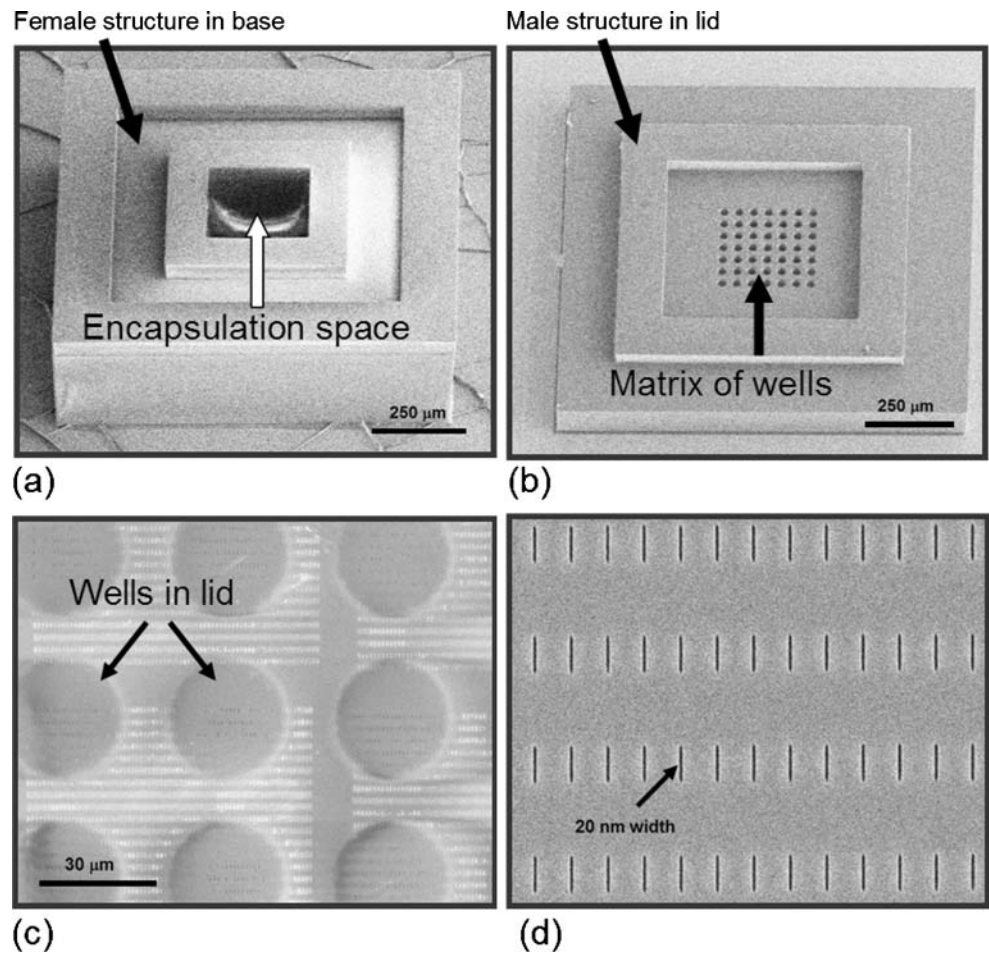 Female structure in base
Male structure in lid
Encapsulation space
250 μm
Matrix of wells
250 μm
(a)
(b)
Wells in lid
30 μm
20 nm width
(c)
(d)